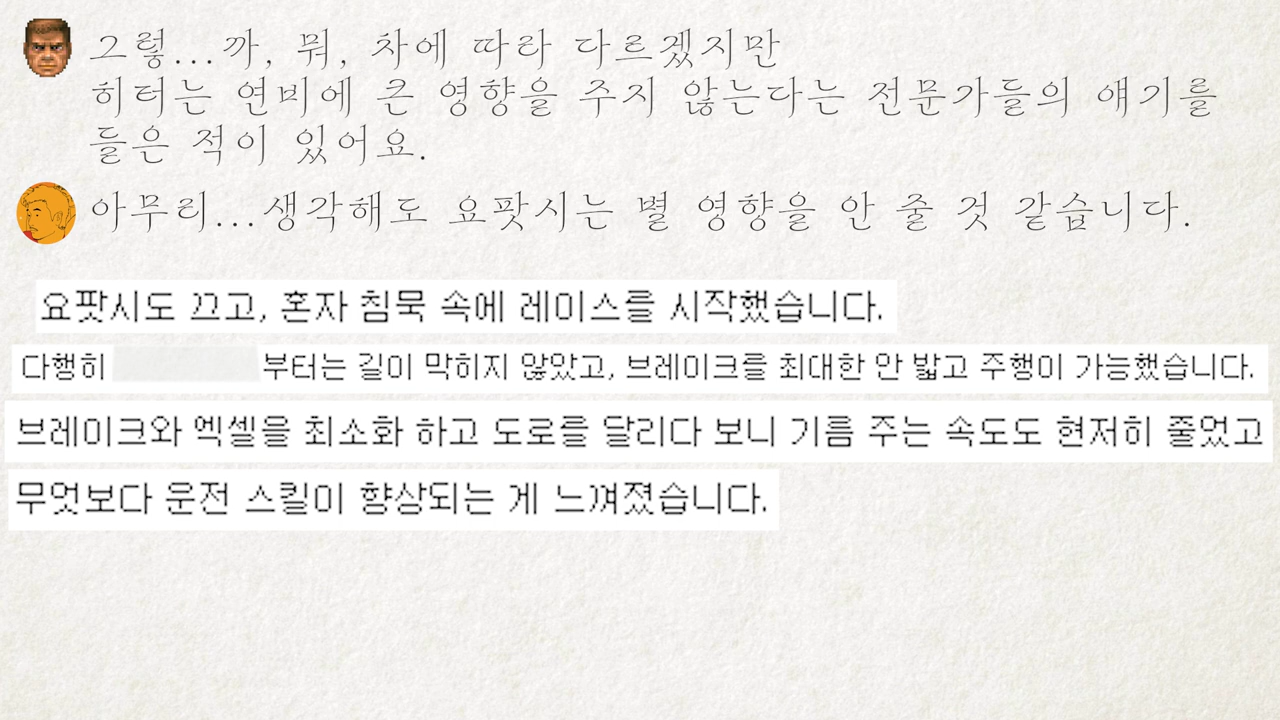 그렇...까, 뭐, 차에 따라 다르겠지만
히터는 연비에 큰 영향을 주지 않는다는 전문가들의 얘기를
들은 적이 있어요.
아무리...생각해도 요팟시는 별 영향을 안 줄 것 같습니다.
요팟시도 끄고, 혼자 침묵 속에 레이스를 시작했습니다.
다행히 부터는 길이 막히지 않았고, 브레이크를 최대한 안 밟고 주행이 가능했습니다.
브레이크와 엑셀을 최소화 하고 도로를 달리다 보니 기름 주는 속도도 현저히 줄었고
무엇보다 운전 스킬이 향상되는 게 느껴졌습니다.